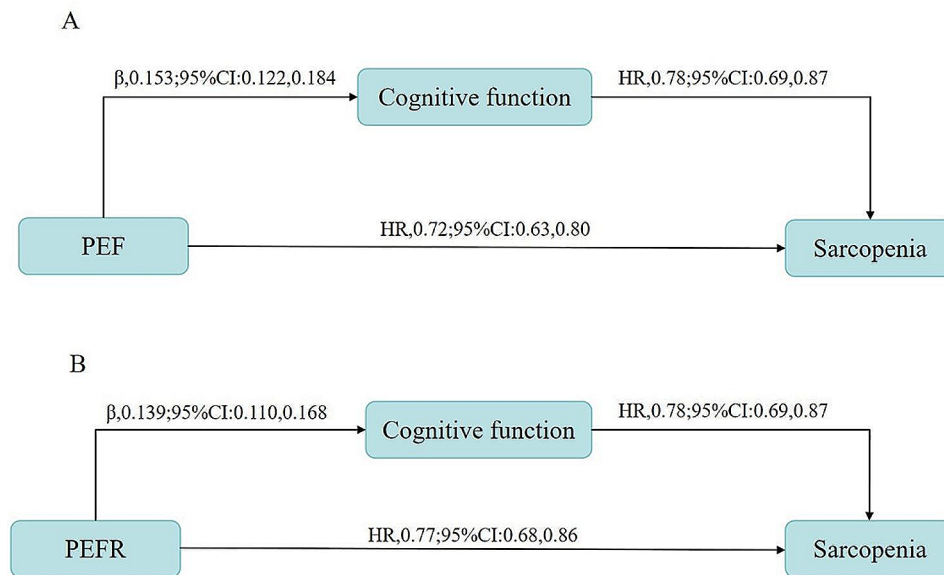 A
β,0.153;95%CI:0.122,0.184
HR,0.78;95%CI:0.69,0.87
Cognitive function
HR,0.72;95%CI:0.63,0.80
PEF
Sarcopenia
B
β,0.139;95%CI:0.110,0.168
HR,0.78;95%CI:0.69,0.87
Cognitive function
HR,0.77;95%CI:0.68,0.86
PEFR
Sarcopenia